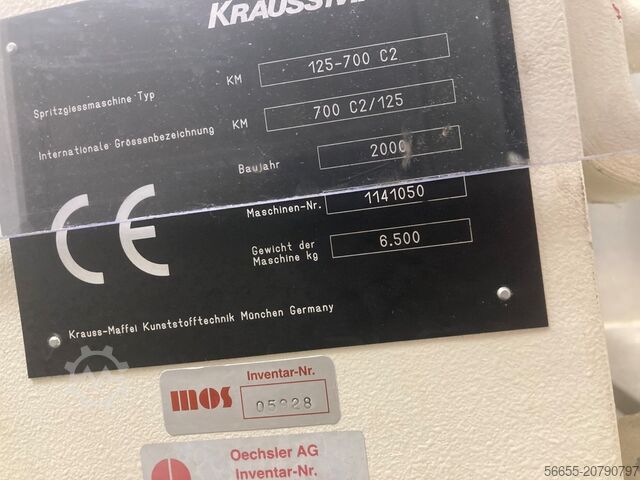 KRAUSSM
Spritzgiessmaschine Typ KM 125-700 C2
Internationale Grössenbezeichnung KM 700 C2/125
Baujahr 2000
Maschinen-Nr. 1141050
Gewicht der
Maschine kg 6.500
CE
Krauss-Maffei Kunststofftechnik München Germany
mos Inventar-Nr.
Oechsler AG
Inventar-Nr.
56655-20790797